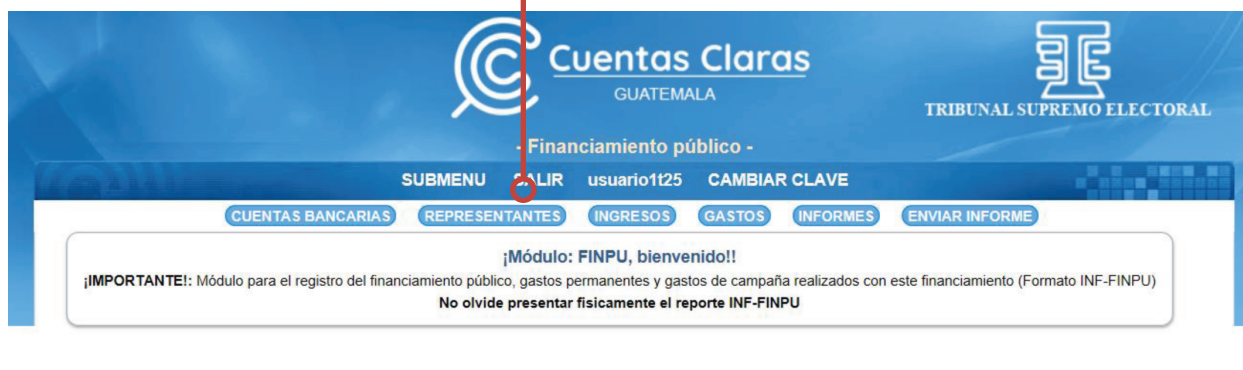 Cuentas Claras
GUATEMALA
TRIBUNAL SUPREMO ELECTORAL
- Financiamiento público -
SUBMENU SALIR usuario1t25 CAMBIAR CLAVE
CUENTAS BANCARIAS REPRESENTANTES INGRESOS GASTOS INFORMES ENVIAR INFORME
¡Módulo: FINPU, bienvenido!!
¡IMPORTANTE!: Módulo para el registro del financiamiento público, gastos permanentes y gastos de campaña realizados con este financiamiento (Formato INF-FINPU)
No olvide presentar fisicamente el reporte INF-FINPU